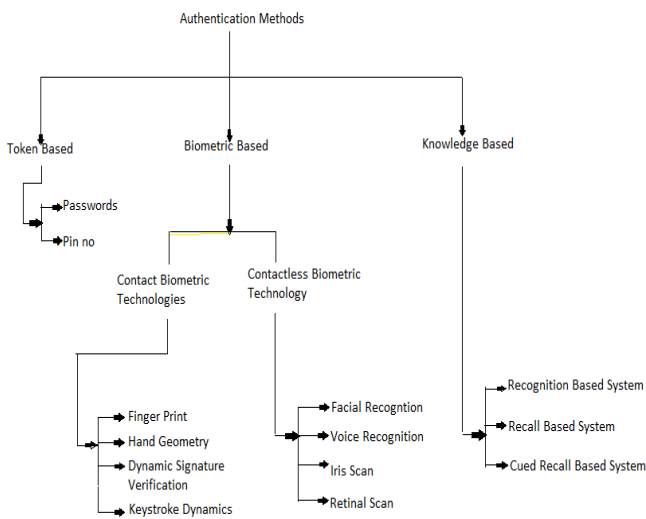 Authentication Methods
Token Based
Biometric Based
Knowledge Based
Passwords
Pin no
Contact Biometric
Technologies
Contactless Biometric
Technology
Finger Print
Hand Geometry
Dynamic Signature
Verification
Keystroke Dynamics
Facial Recogntion
Voice Recognition
Iris Scan
Retinal Scan
Recognition Based System
Recall Based System
Cued Recall Based System